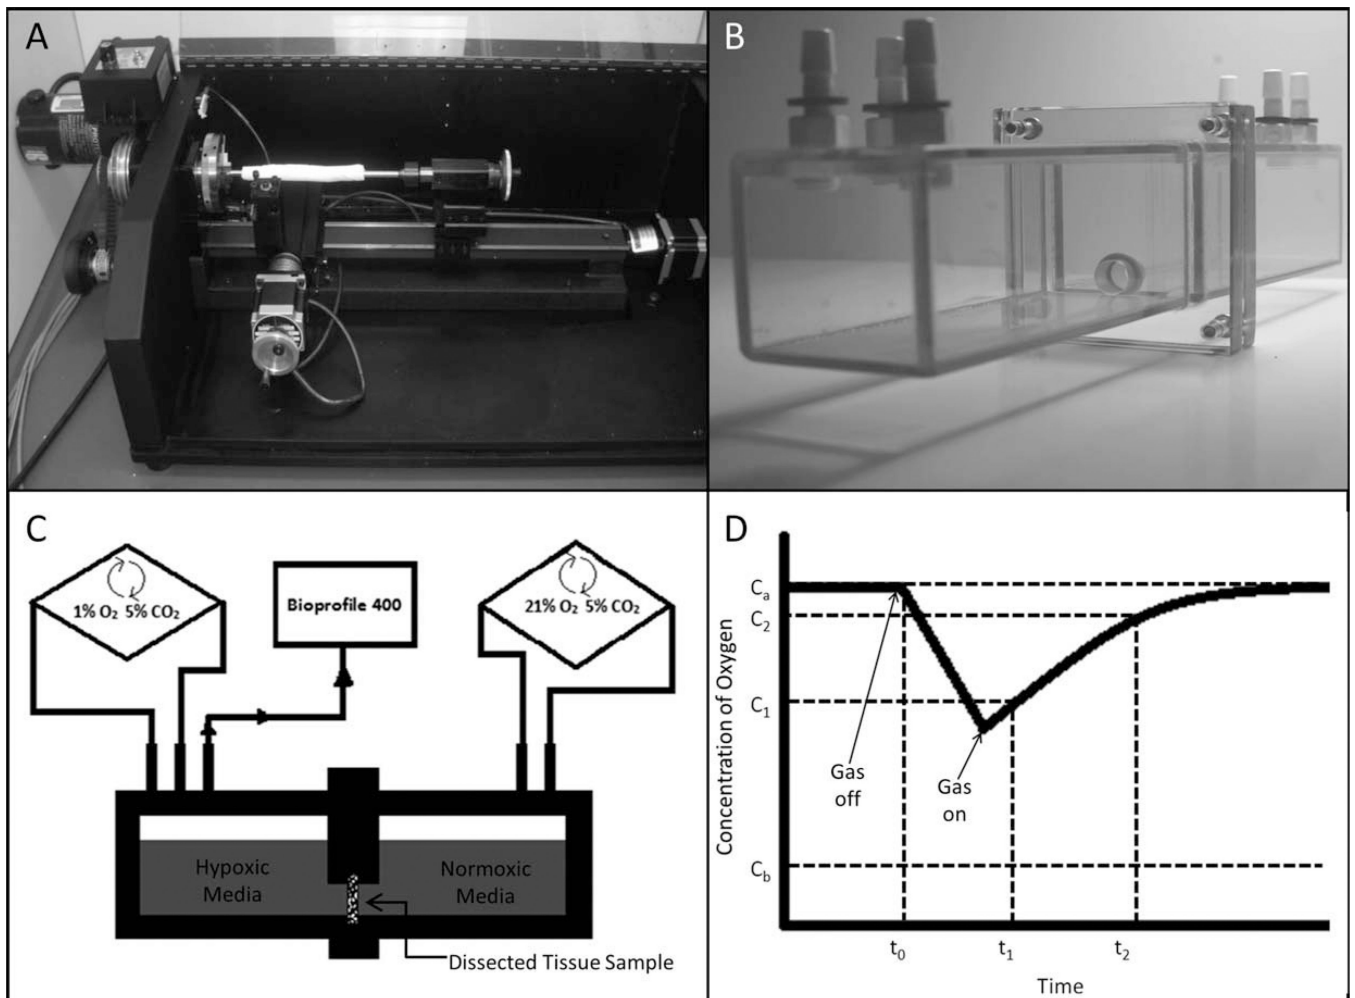 A
B
C
1% O₂ 5% CO₂
Bioprofile 400
21% O₂ 5% CO₂
Hypoxic
Media
Normoxic
Media
Dissected Tissue Sample
D
Concentration of Oxygen
Cₐ
C₂
C₁
C_b
Gas
off
Gas
on
t₀
t₁
t₂
Time